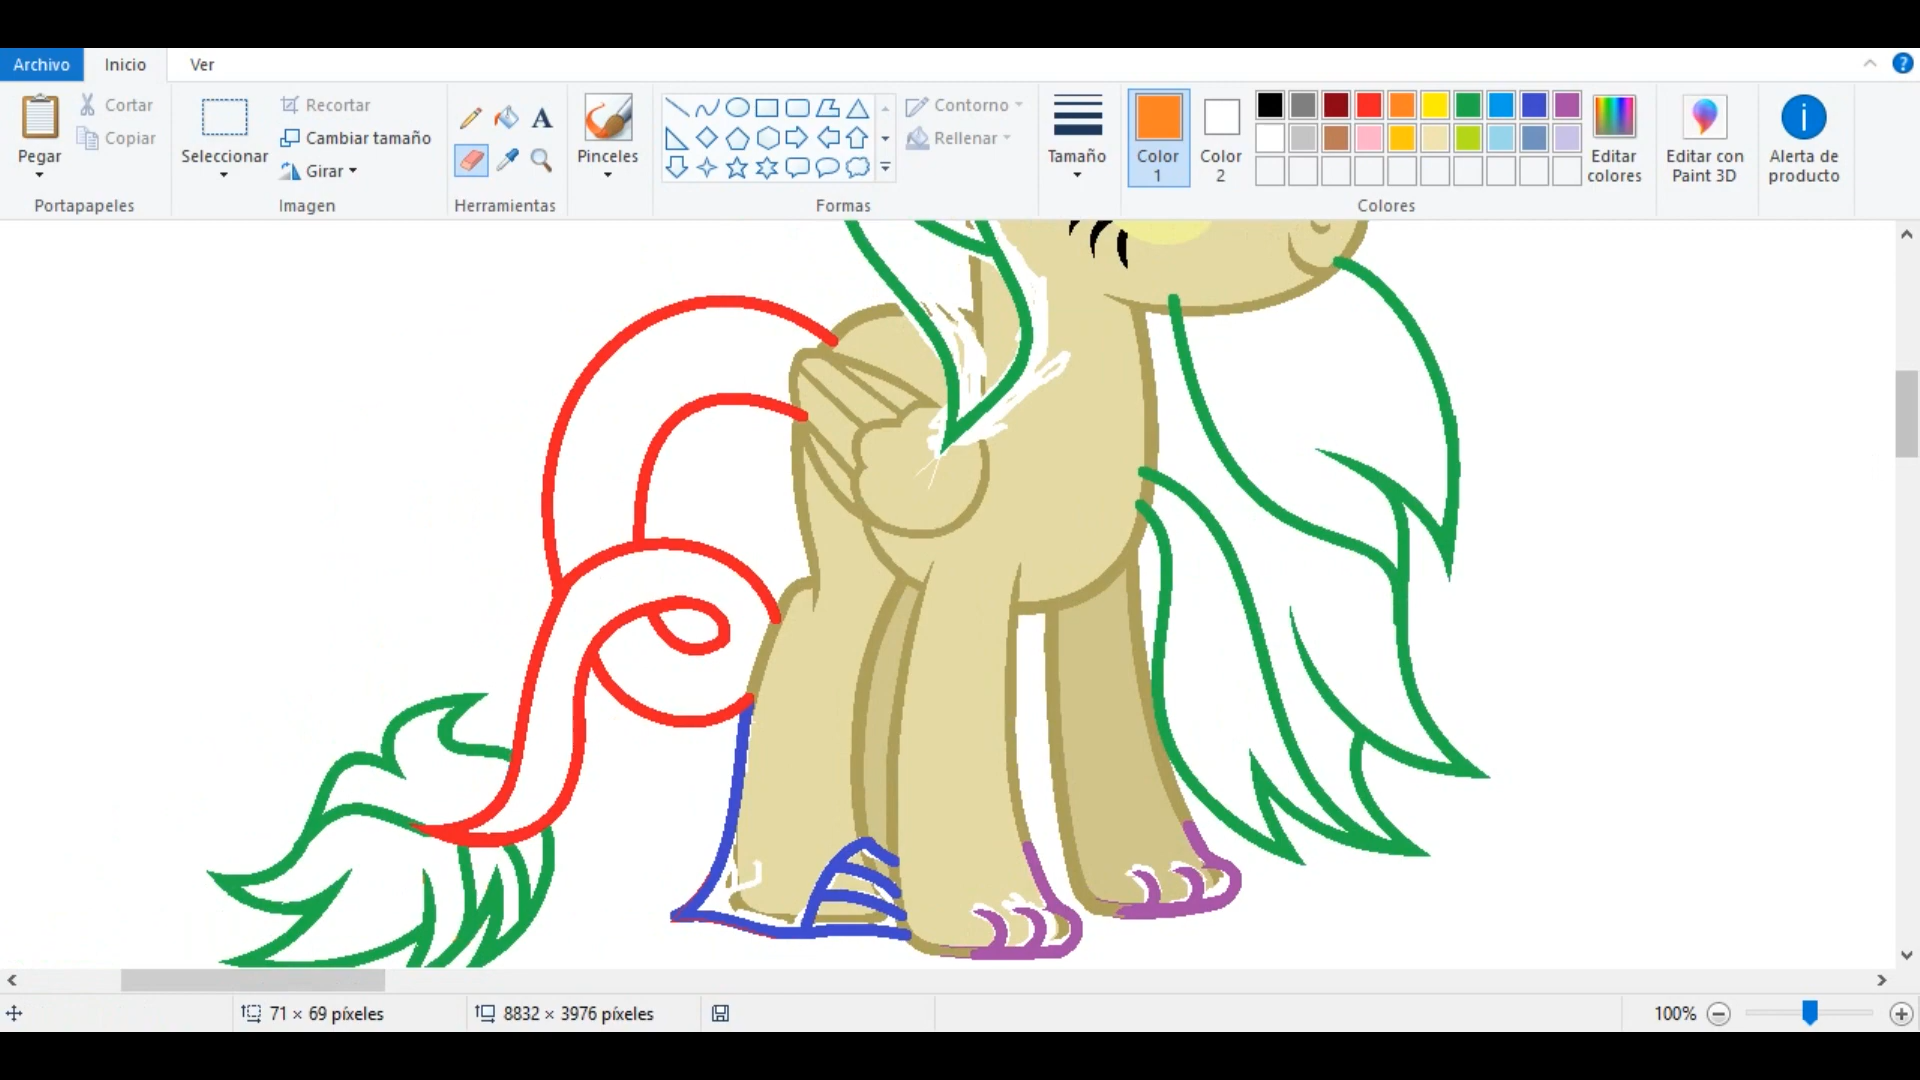 Archivo Inicio Ver
Pegar
Cortar
Copiar
Portapapeles
Seleccionar
Recortar
Cambiar tamaño
Girar
Imagen
A
Herramientas
Pinceles
Formas
Contorno
Rellenar
Tamaño
Color
1
Color
2
Colores
Editar
colores
Editar con
Paint 3D
Alerta de
producto
?
71 × 69 píxeles
8832 × 3976 píxeles
100%